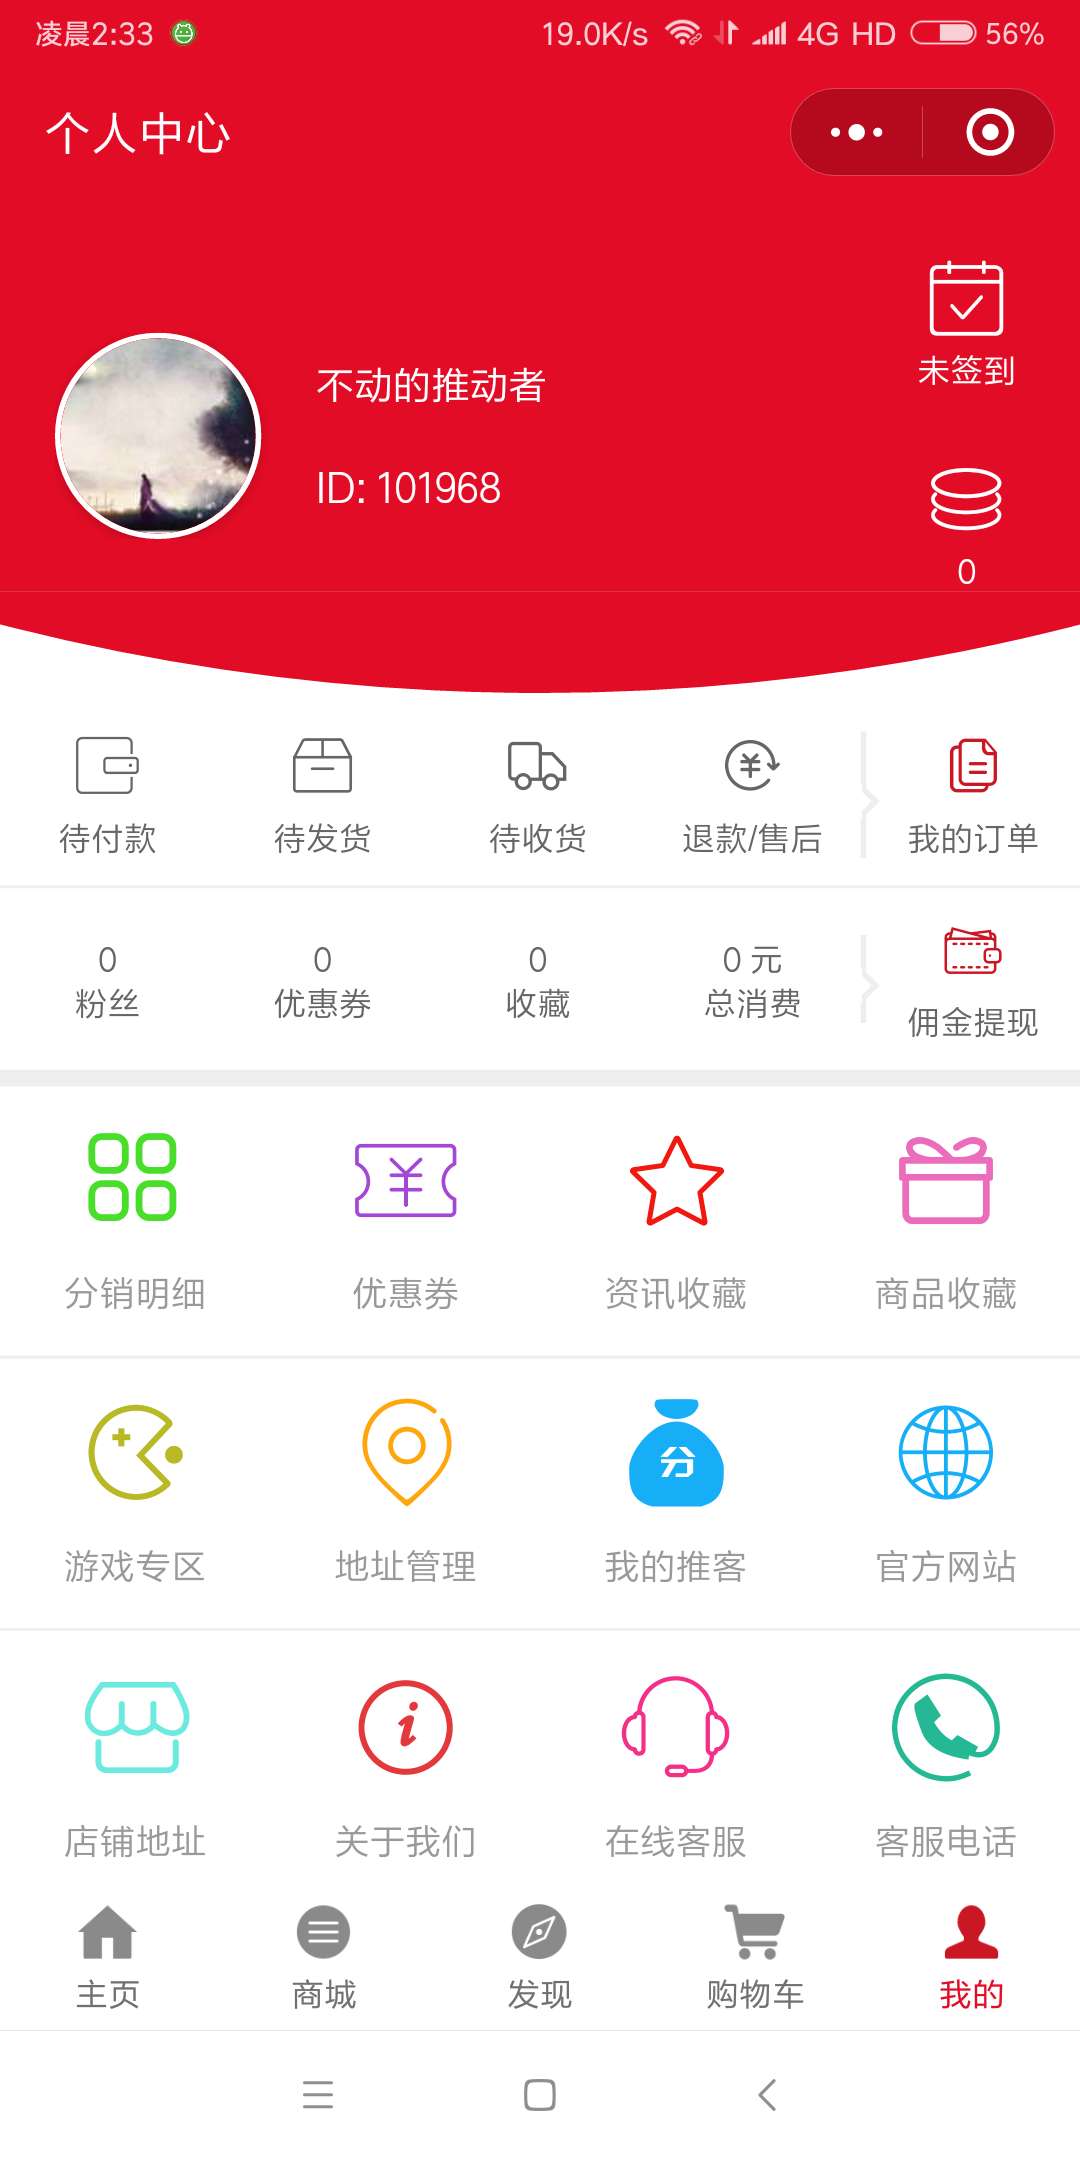 凌晨2:33 19.0K/s 4G HD 56%
个人中心
未签到
不动的推动者
ID: 101968
0
待付款 待发货 待收货 退款/售后 我的订单
0 0 0 0 元
粉丝 优惠券 收藏 总消费 佣金提现
分销明细 优惠券 资讯收藏 商品收藏
分
游戏专区 地址管理 我的推客 官方网站
店铺地址 关于我们 在线客服 客服电话
主页 商城 发现 购物车 我的